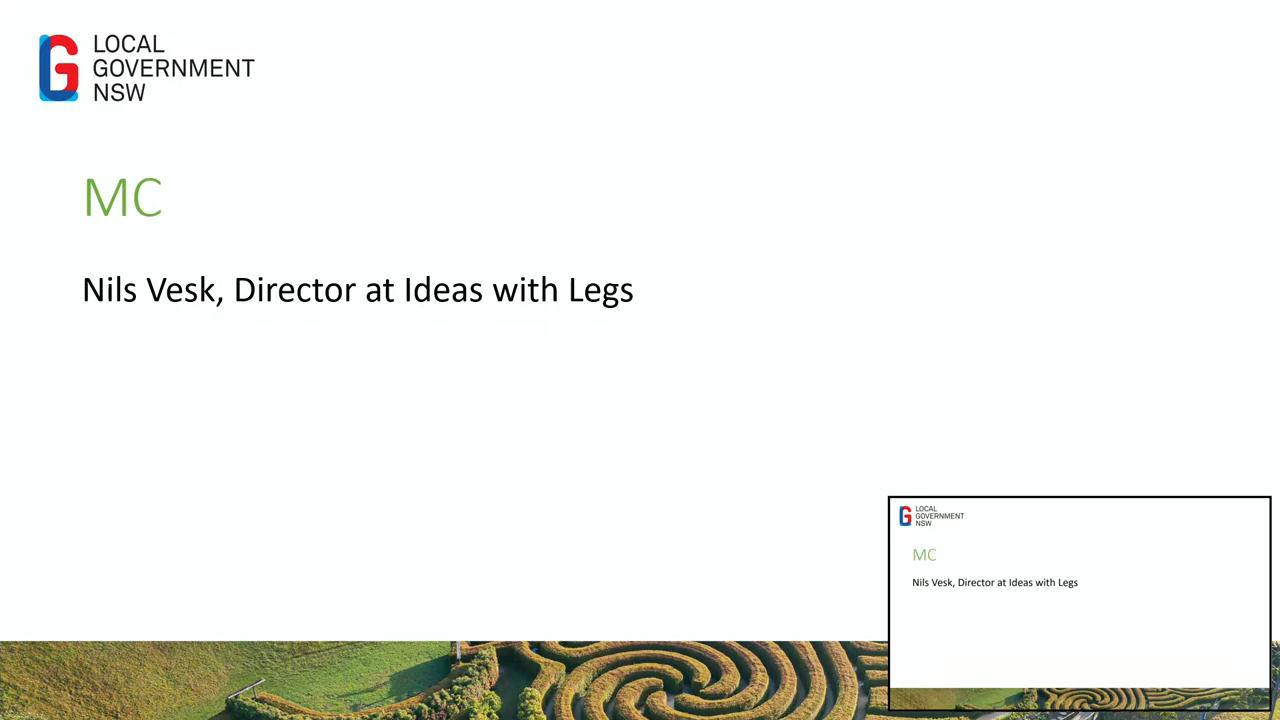 LOCAL
GOVERNMENT
NSW
MC
Nils Vesk, Director at Ideas with Legs
LOCAL
GOVERNMENT
NSW
MC
Nils Vesk, Director at Ideas with Legs